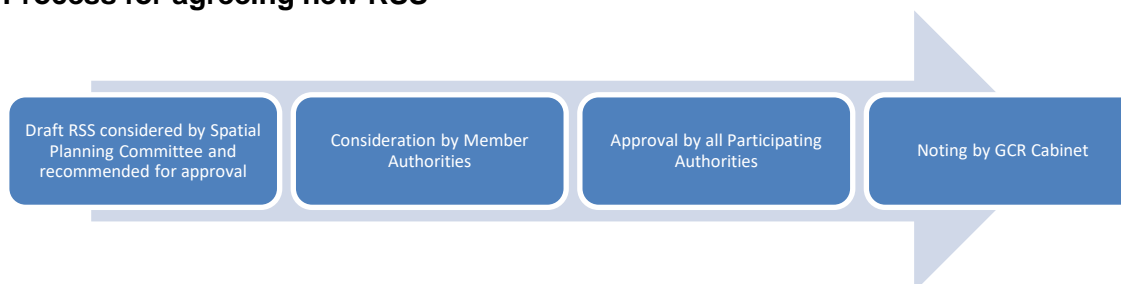 Process for agreeing new RSS
Draft RSS considered by Spatial
Planning Committee and
recommended for approval
Consideration by Member
Authorities
Approval by all Participating
Authorities
Noting by GCR Cabinet